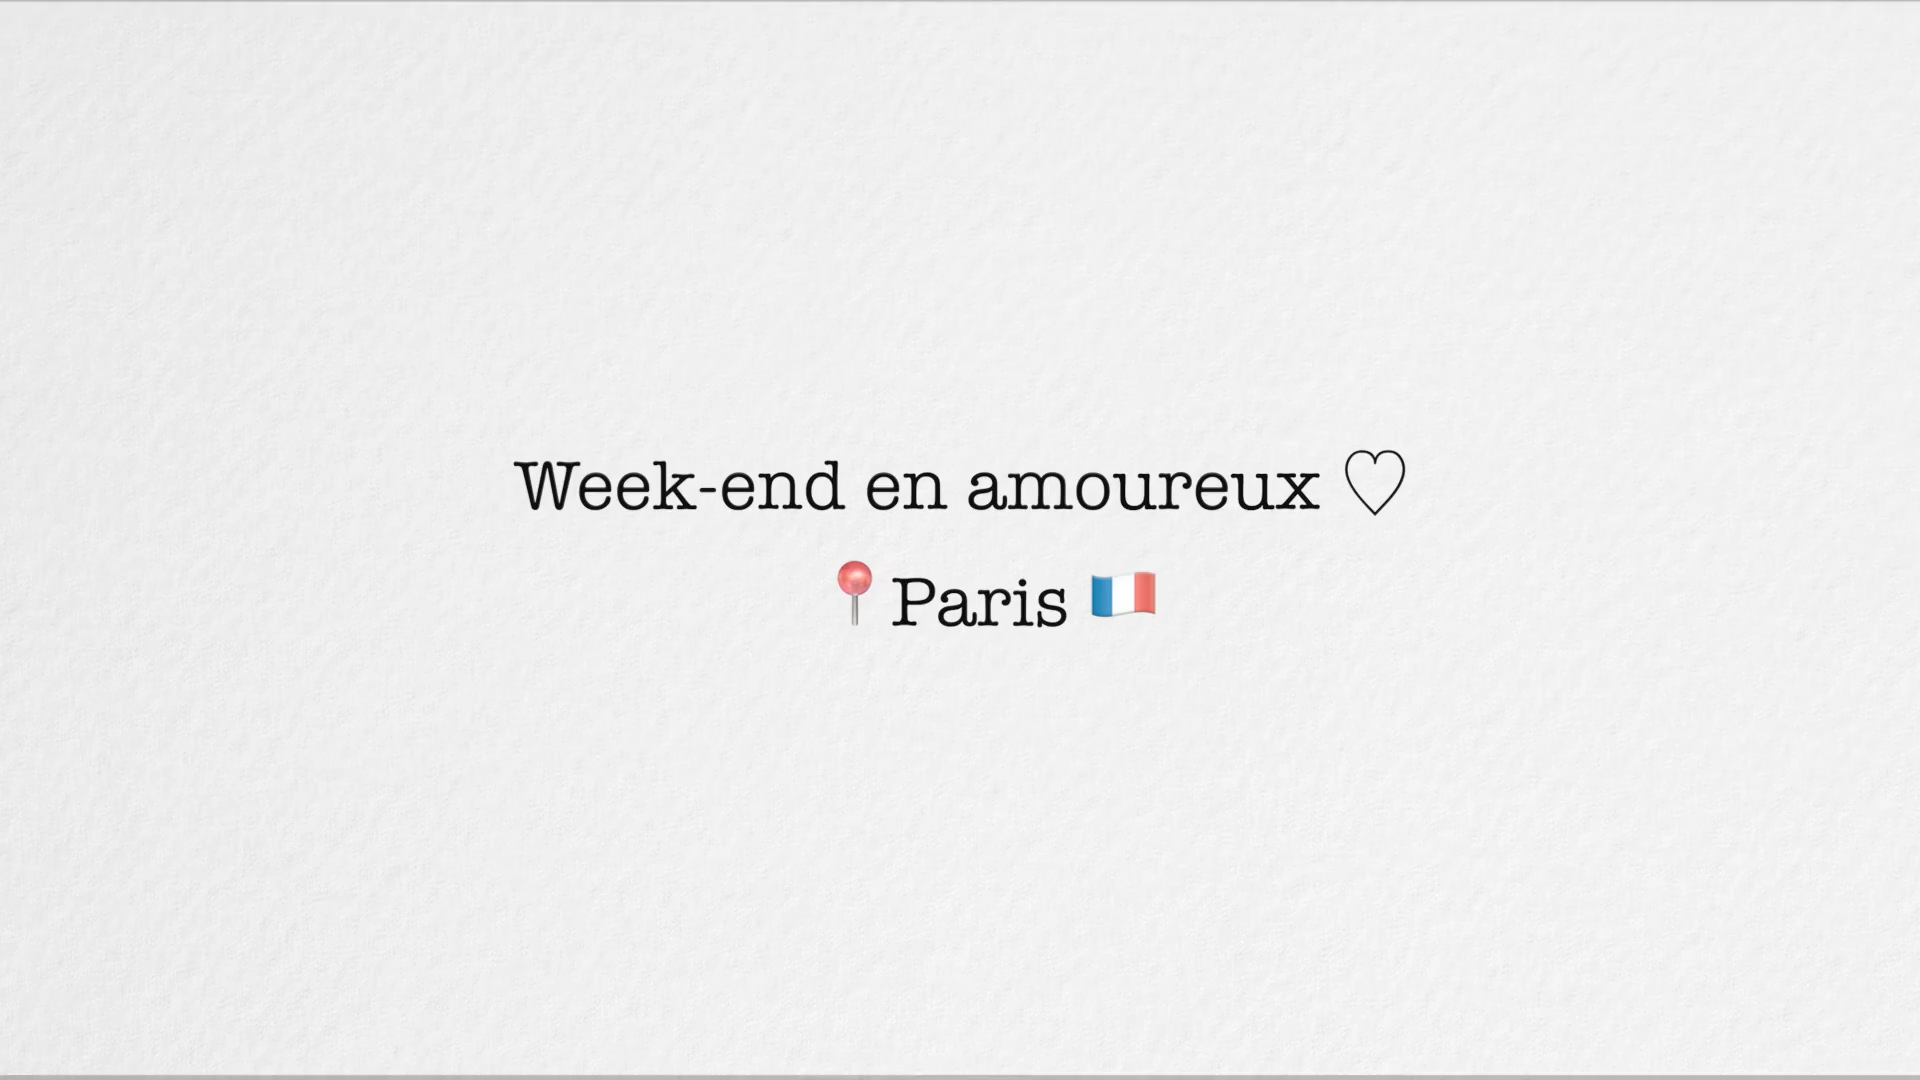 Week-end en amoureux ♡
📍Paris 🇫🇷